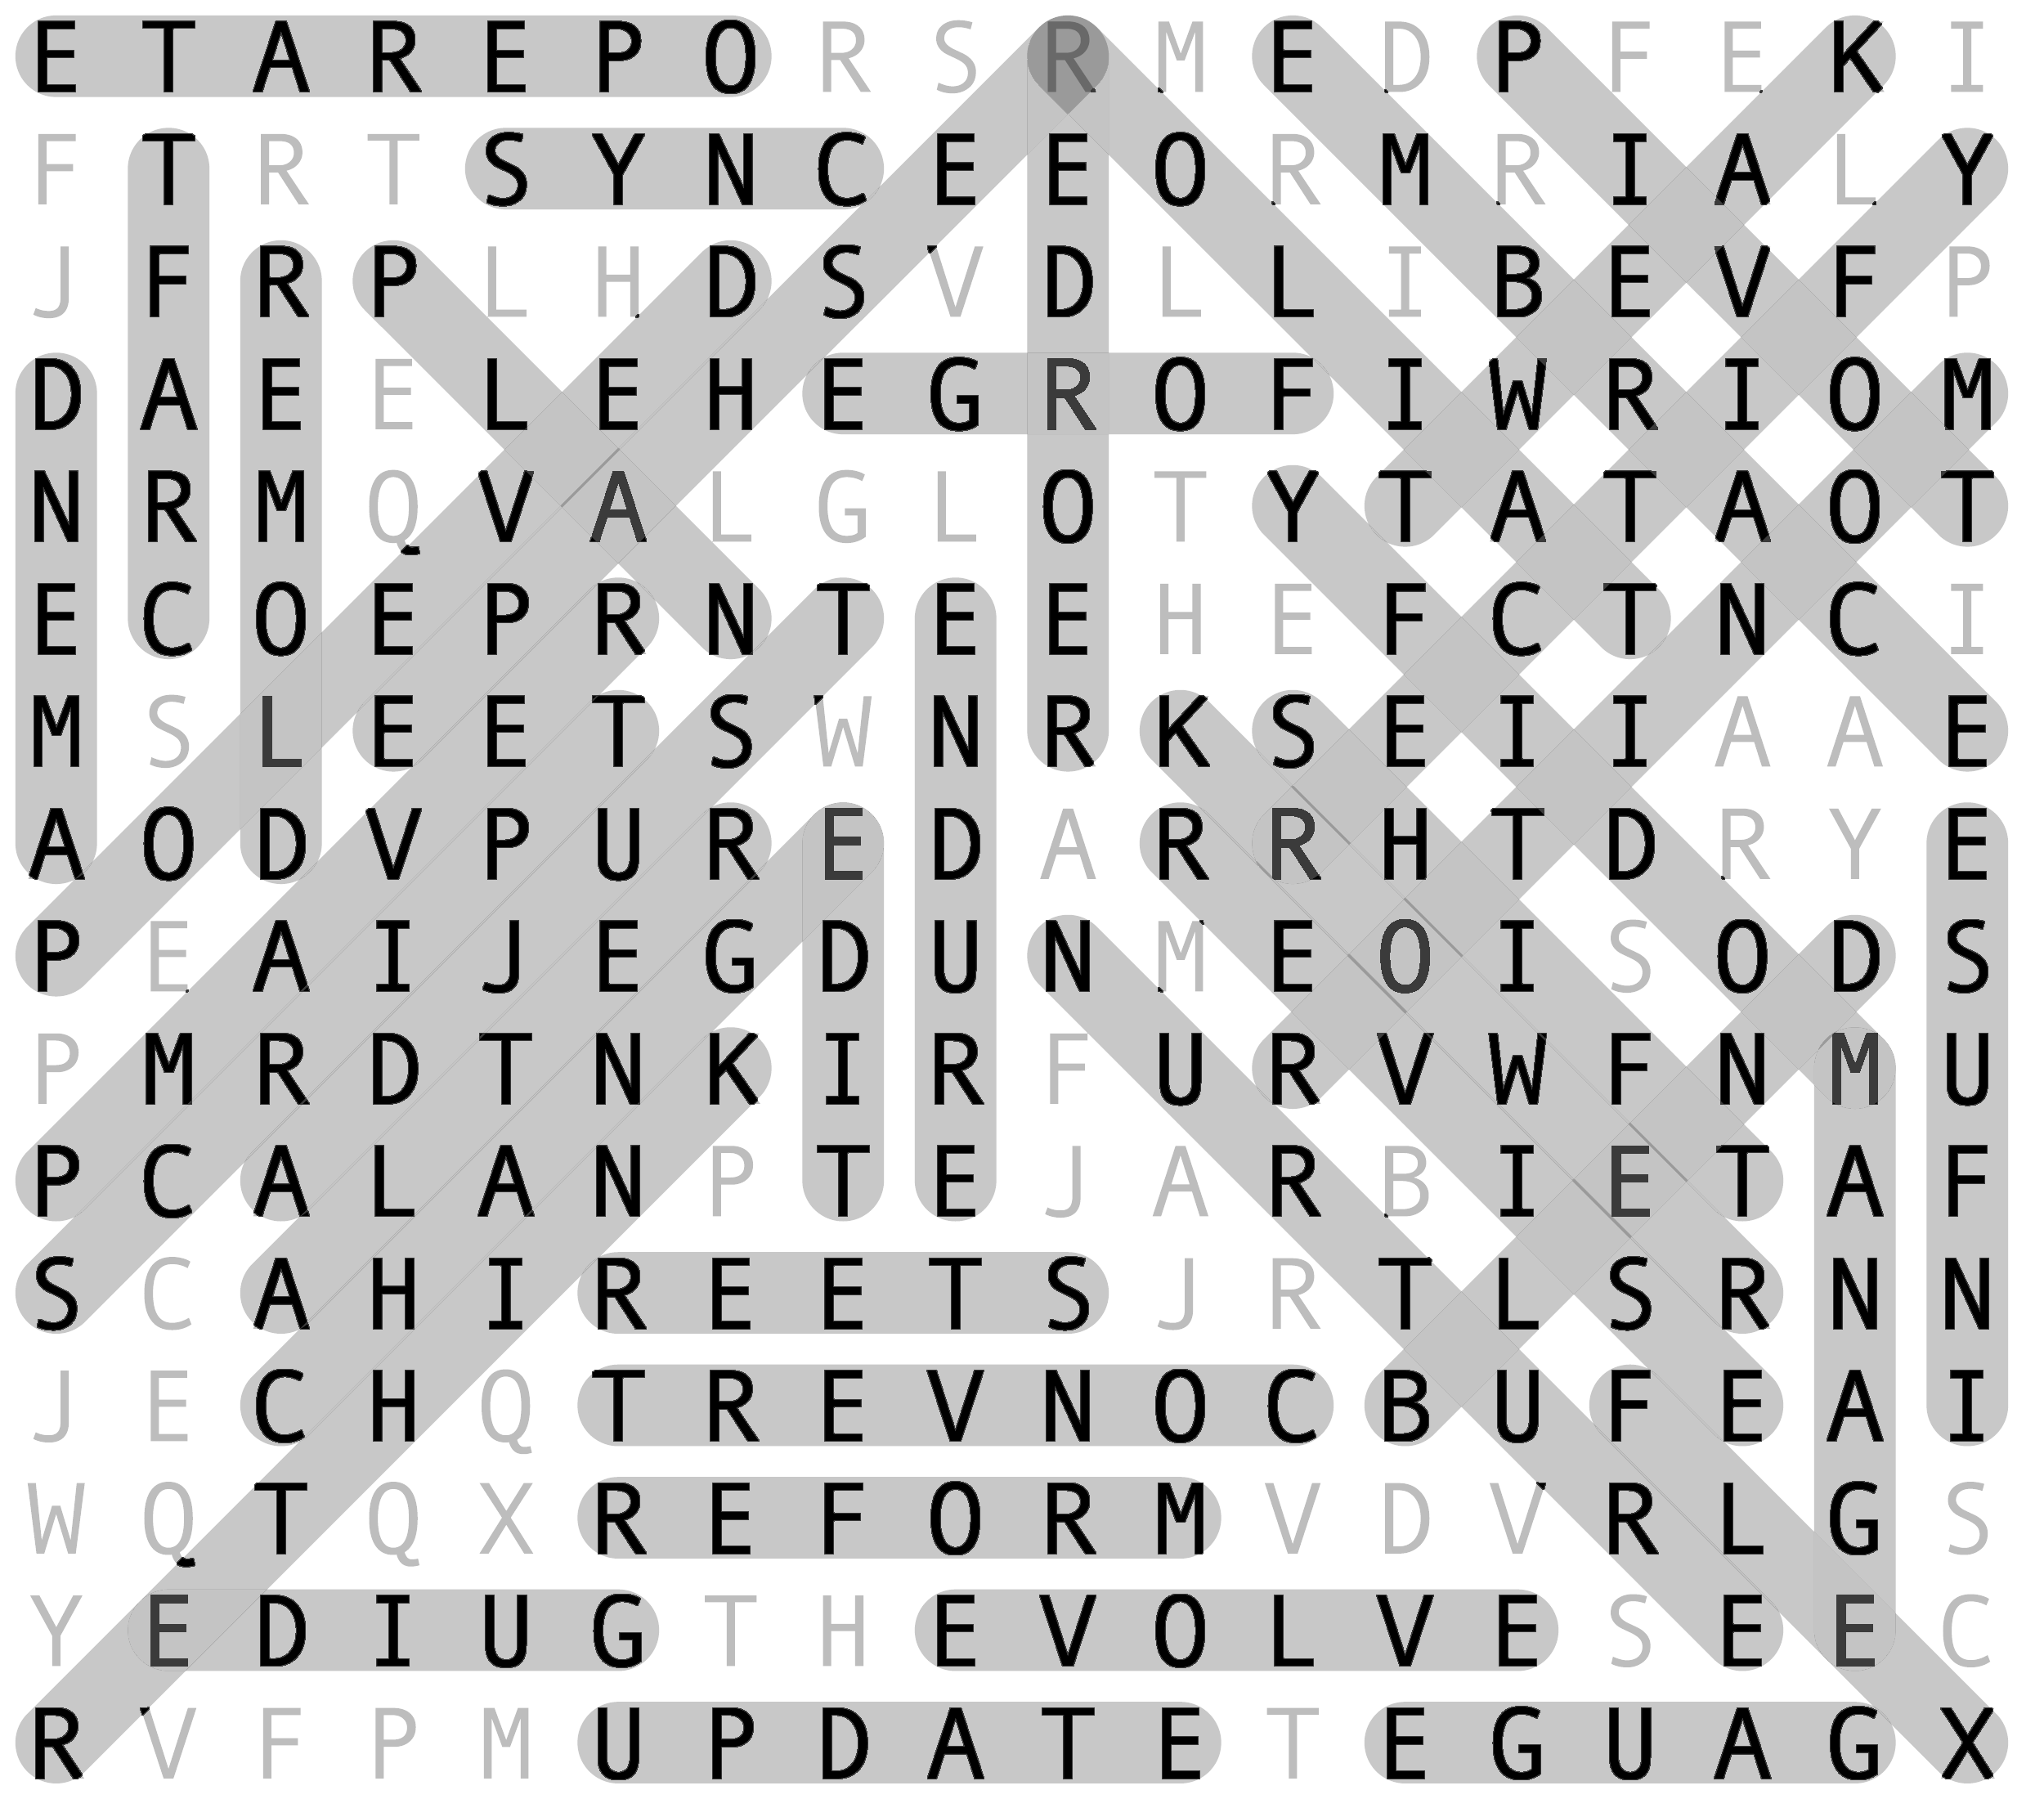 E T A R E P O R S R M E D P F E K I
F T R T S Y N C E E O R M R I A L Y
J F R P L H D S V D L L I B E V F P
D A E E L E H E G R O F I W R I O M
N R M Q V A L G L O T Y T A T A O T
E C O E P R N T E E H E F C T N C I
M S L E E T S W N R K S E I I A A E
A O D V P U R E D A R R H T D R Y E
P E A I J E G D U N M E O I S O D S
P M R D T N K I R F U R V W F N M U
P C A L A N P T E J A R B I E T A F
S C A H I R E E T S J R T L S R N N
J E C H Q T R E V N O C B U F E A I
W Q T Q X R E F O R M V D V R L G S
Y E D I U G T H E V O L V E S E E C
R V F P M U P D A T E T E G U A G X